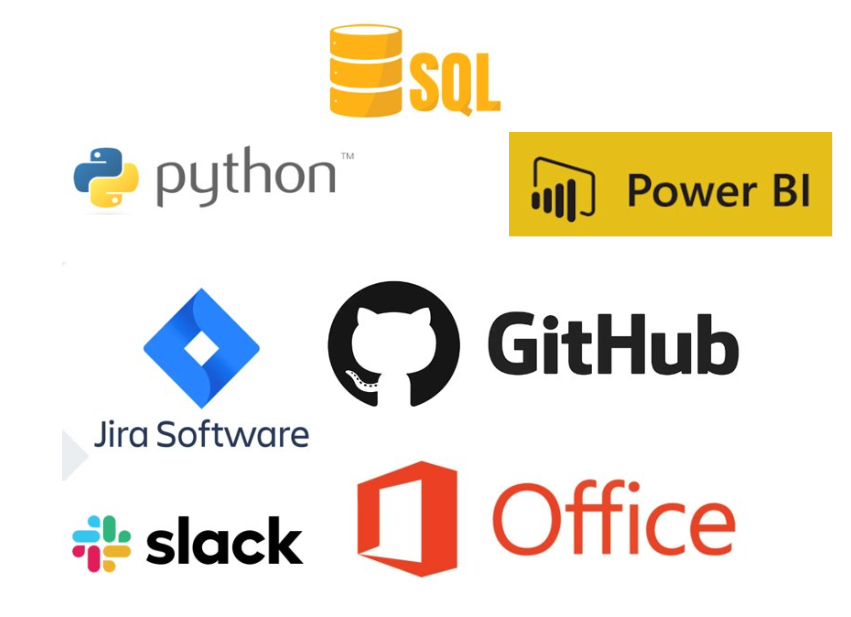 SQL
python™
Power BI
GitHub
Jira Software
Office
slack